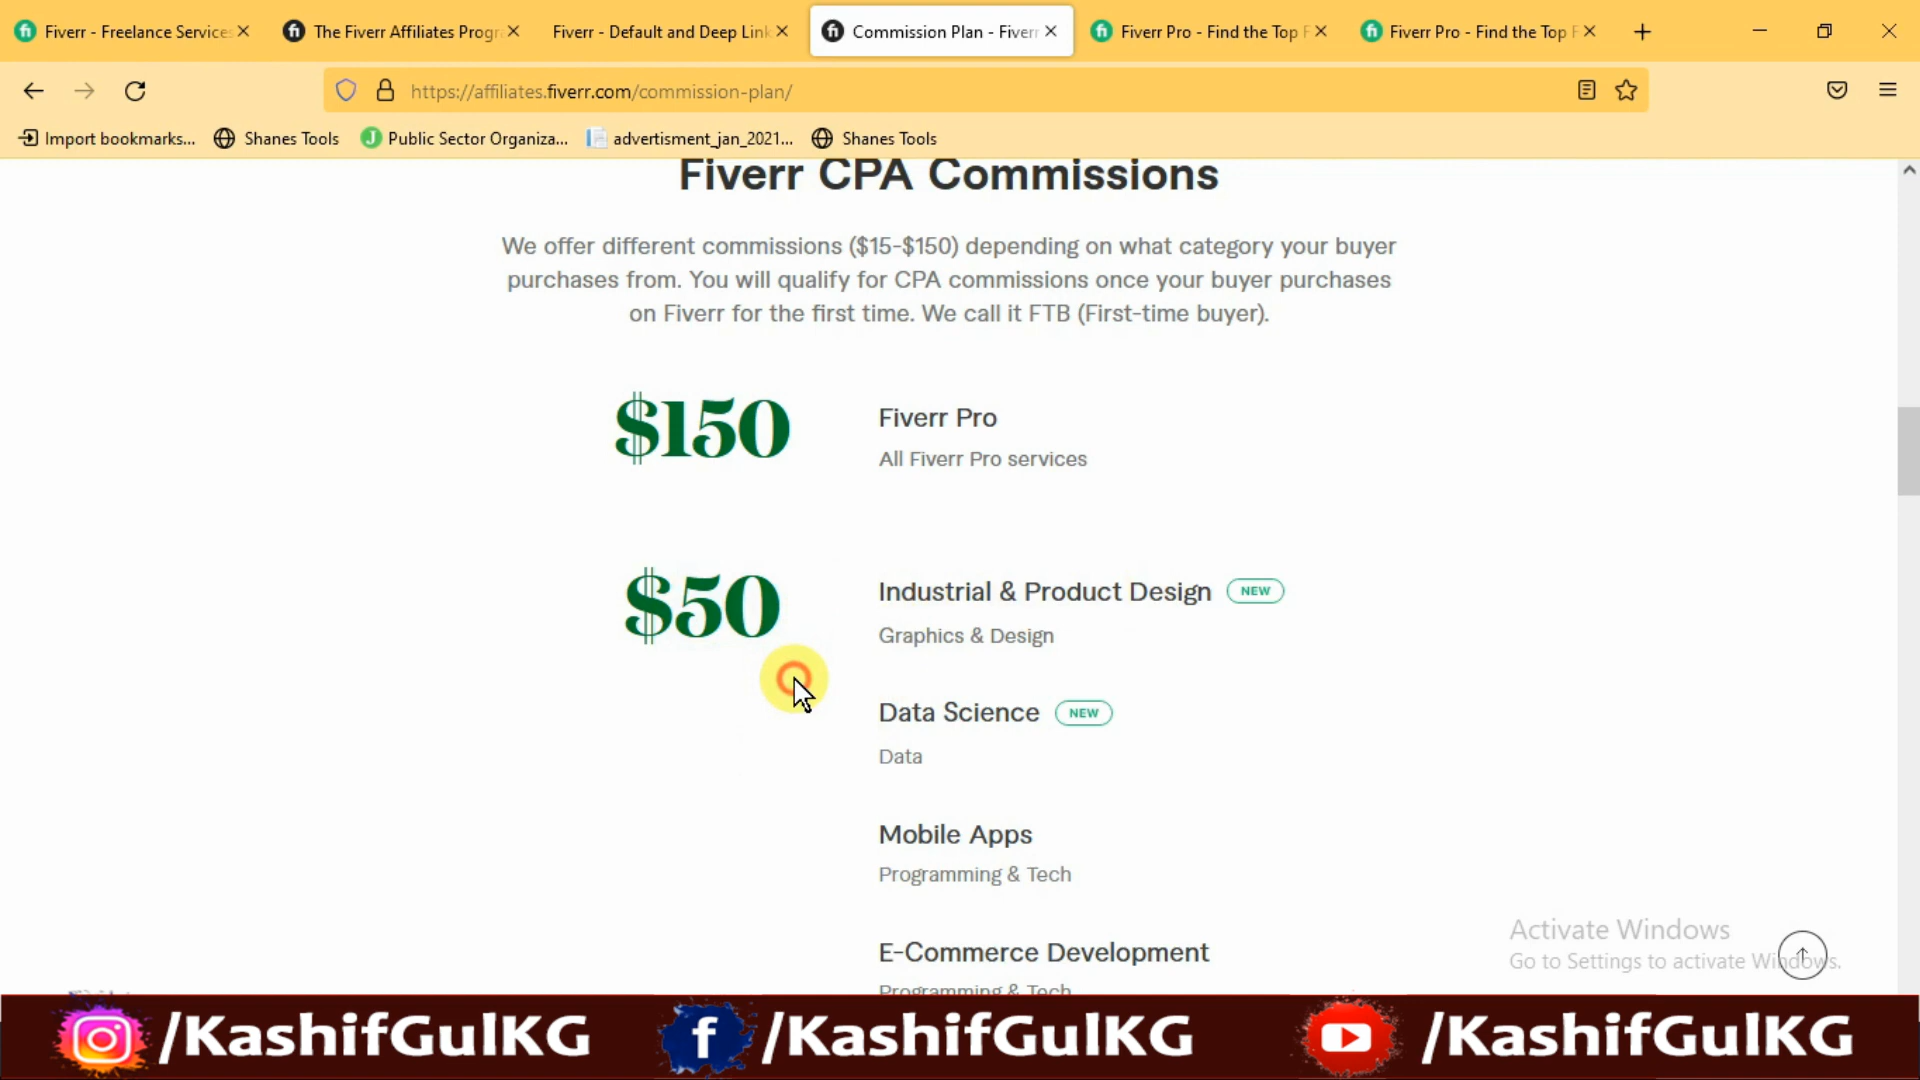 Fiverr - Freelance Services
The Fiverr Affiliates Progr
Fiverr - Default and Deep Link
Commission Plan - Fiverr
Fiverr Pro - Find the Top F
Fiverr Pro - Find the Top F
https://affiliates.fiverr.com/commission-plan/
Import bookmarks...
Shanes Tools
Public Sector Organiza...
advertisment_jan_2021...
Shanes Tools
Fiverr CPA Commissions
We offer different commissions ($15-$150) depending on what category your buyer
purchases from. You will qualify for CPA commissions once your buyer purchases
on Fiverr for the first time. We call it FTB (First-time buyer).
$150
Fiverr Pro
All Fiverr Pro services
$50
Industrial & Product Design NEW
Graphics & Design
Data Science NEW
Data
Mobile Apps
Programming & Tech
E-Commerce Development
Programming & Tech
Activate Windows
Go to Settings to activate Windows.
/KashifGulKG
/KashifGulKG
/KashifGulKG